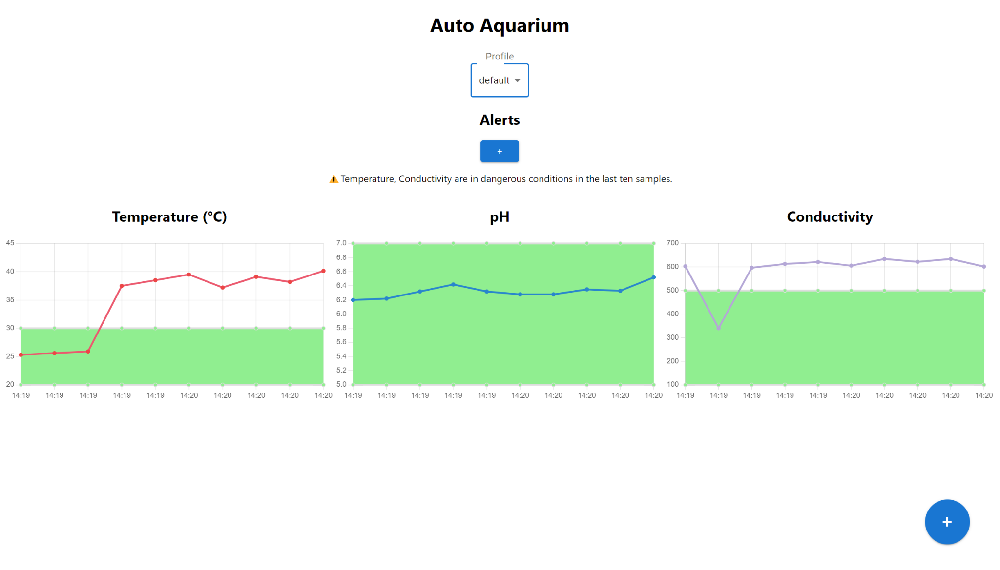 Auto Aquarium
Profile
default
Alerts
+
⚠ Temperature, Conductivity are in dangerous conditions in the last ten samples.
Temperature (°C)
45
40
35
30
25
20
14:19 14:19 14:19 14:19 14:19 14:20 14:20 14:20 14:20 14:20
pH
7.0
6.8
6.6
6.4
6.2
6.0
5.8
5.6
5.4
5.2
5.0
14:19 14:19 14:19 14:19 14:19 14:20 14:20 14:20 14:20 14:20
Conductivity
700
600
500
400
300
200
100
14:19 14:19 14:19 14:19 14:19 14:20 14:20 14:20 14:20 14:20
+